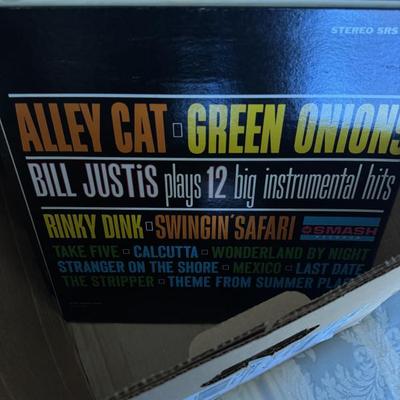 STEREO SRS
ALLEY CAT GREEN ONIONS
BILL JUSTIS plays 12 big instrumental hits
RINKY DINK SWINGIN' SAFARI SMASH
TAKE FIVE CALCUTTA WONDERLAND BY NIGHT
STRANGER ON THE SHORE MEXICO LAST DATE
THE STRIPPER THEME FROM SUMMER PLA